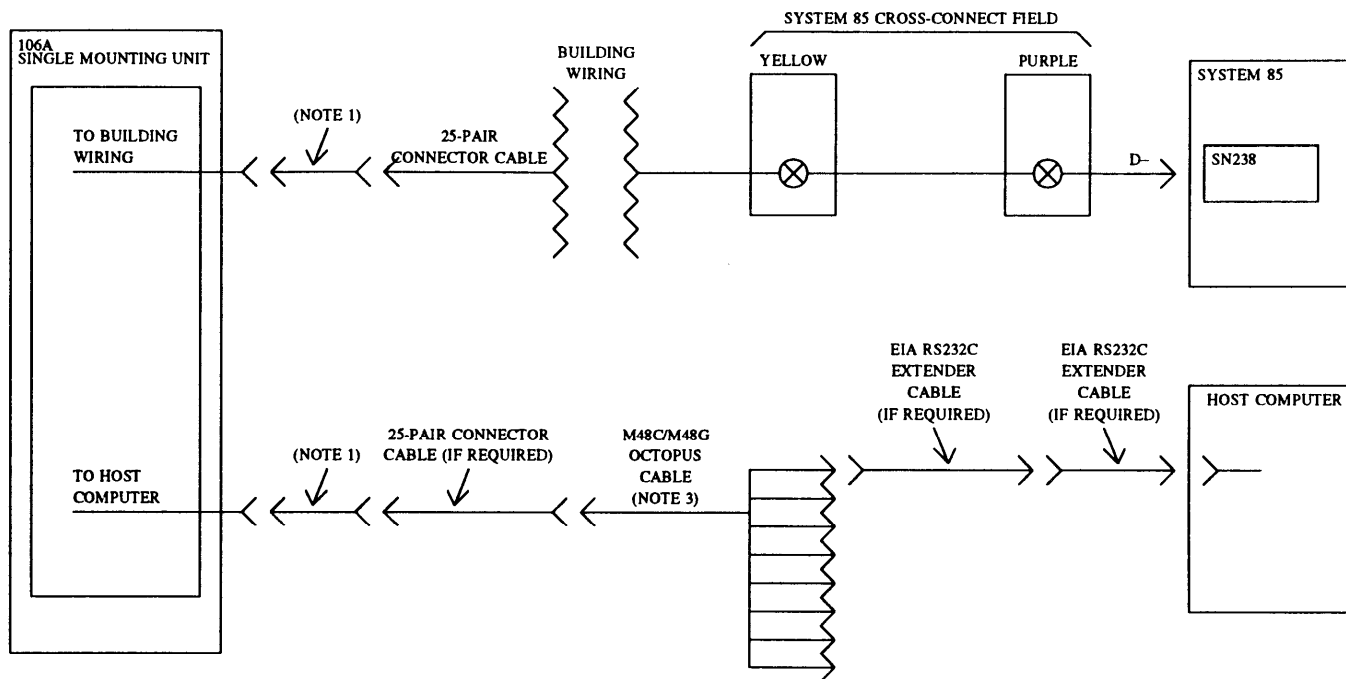 SYSTEM 85 CROSS-CONNECT FIELD
106A
SINGLE MOUNTING UNIT
BUILDING
WIRING
YELLOW
PURPLE
SYSTEM 85
TO BUILDING
WIRING
(NOTE 1)
25-PAIR
CONNECTOR CABLE
D–
SN238
EIA RS232C
EXTENDER
CABLE
(IF REQUIRED)
EIA RS232C
EXTENDER
CABLE
(IF REQUIRED)
HOST COMPUTER
TO HOST
COMPUTER
(NOTE 1)
25-PAIR CONNECTOR
CABLE (IF REQUIRED)
M48C/M48G
OCTOPUS
CABLE
(NOTE 3)